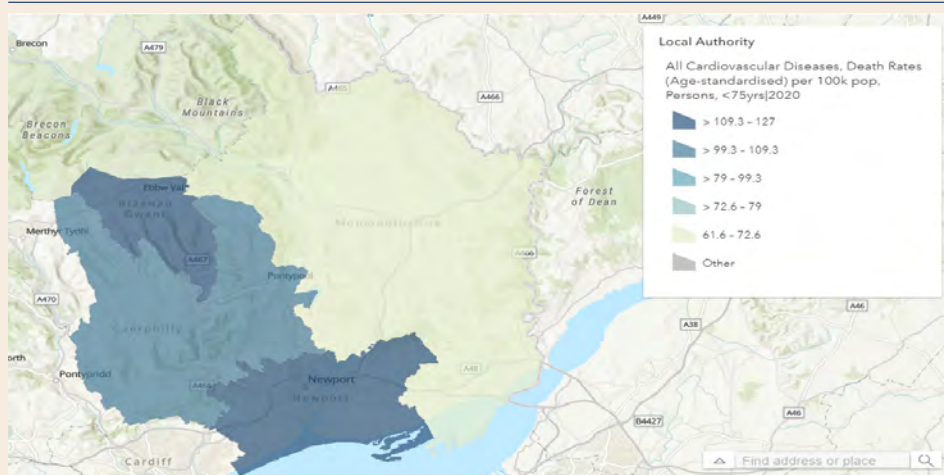 A449
Brecon
A479
A465
A466
Black
Mountains
Brecon
Beacons
Local Authority
All Cardiovascular Diseases, Death Rates
(Age-standardised) per 100k pop,
Persons, <75yrs|2020
> 109.3 - 127
> 99.3 - 109.3
> 79 - 99.3
> 72.6 - 79
61.6 - 72.6
Other
Forest
of Dean
Ebbw Val
Blaenau
Gwent
Monmouthshire
Merthyr Tydfil
A467
A466
Pontypool
A470
A46
A38
Caerphilly
orth
Pontypridd
A48
Newport
Newport
A46
B4427
Cardiff
Find address or place